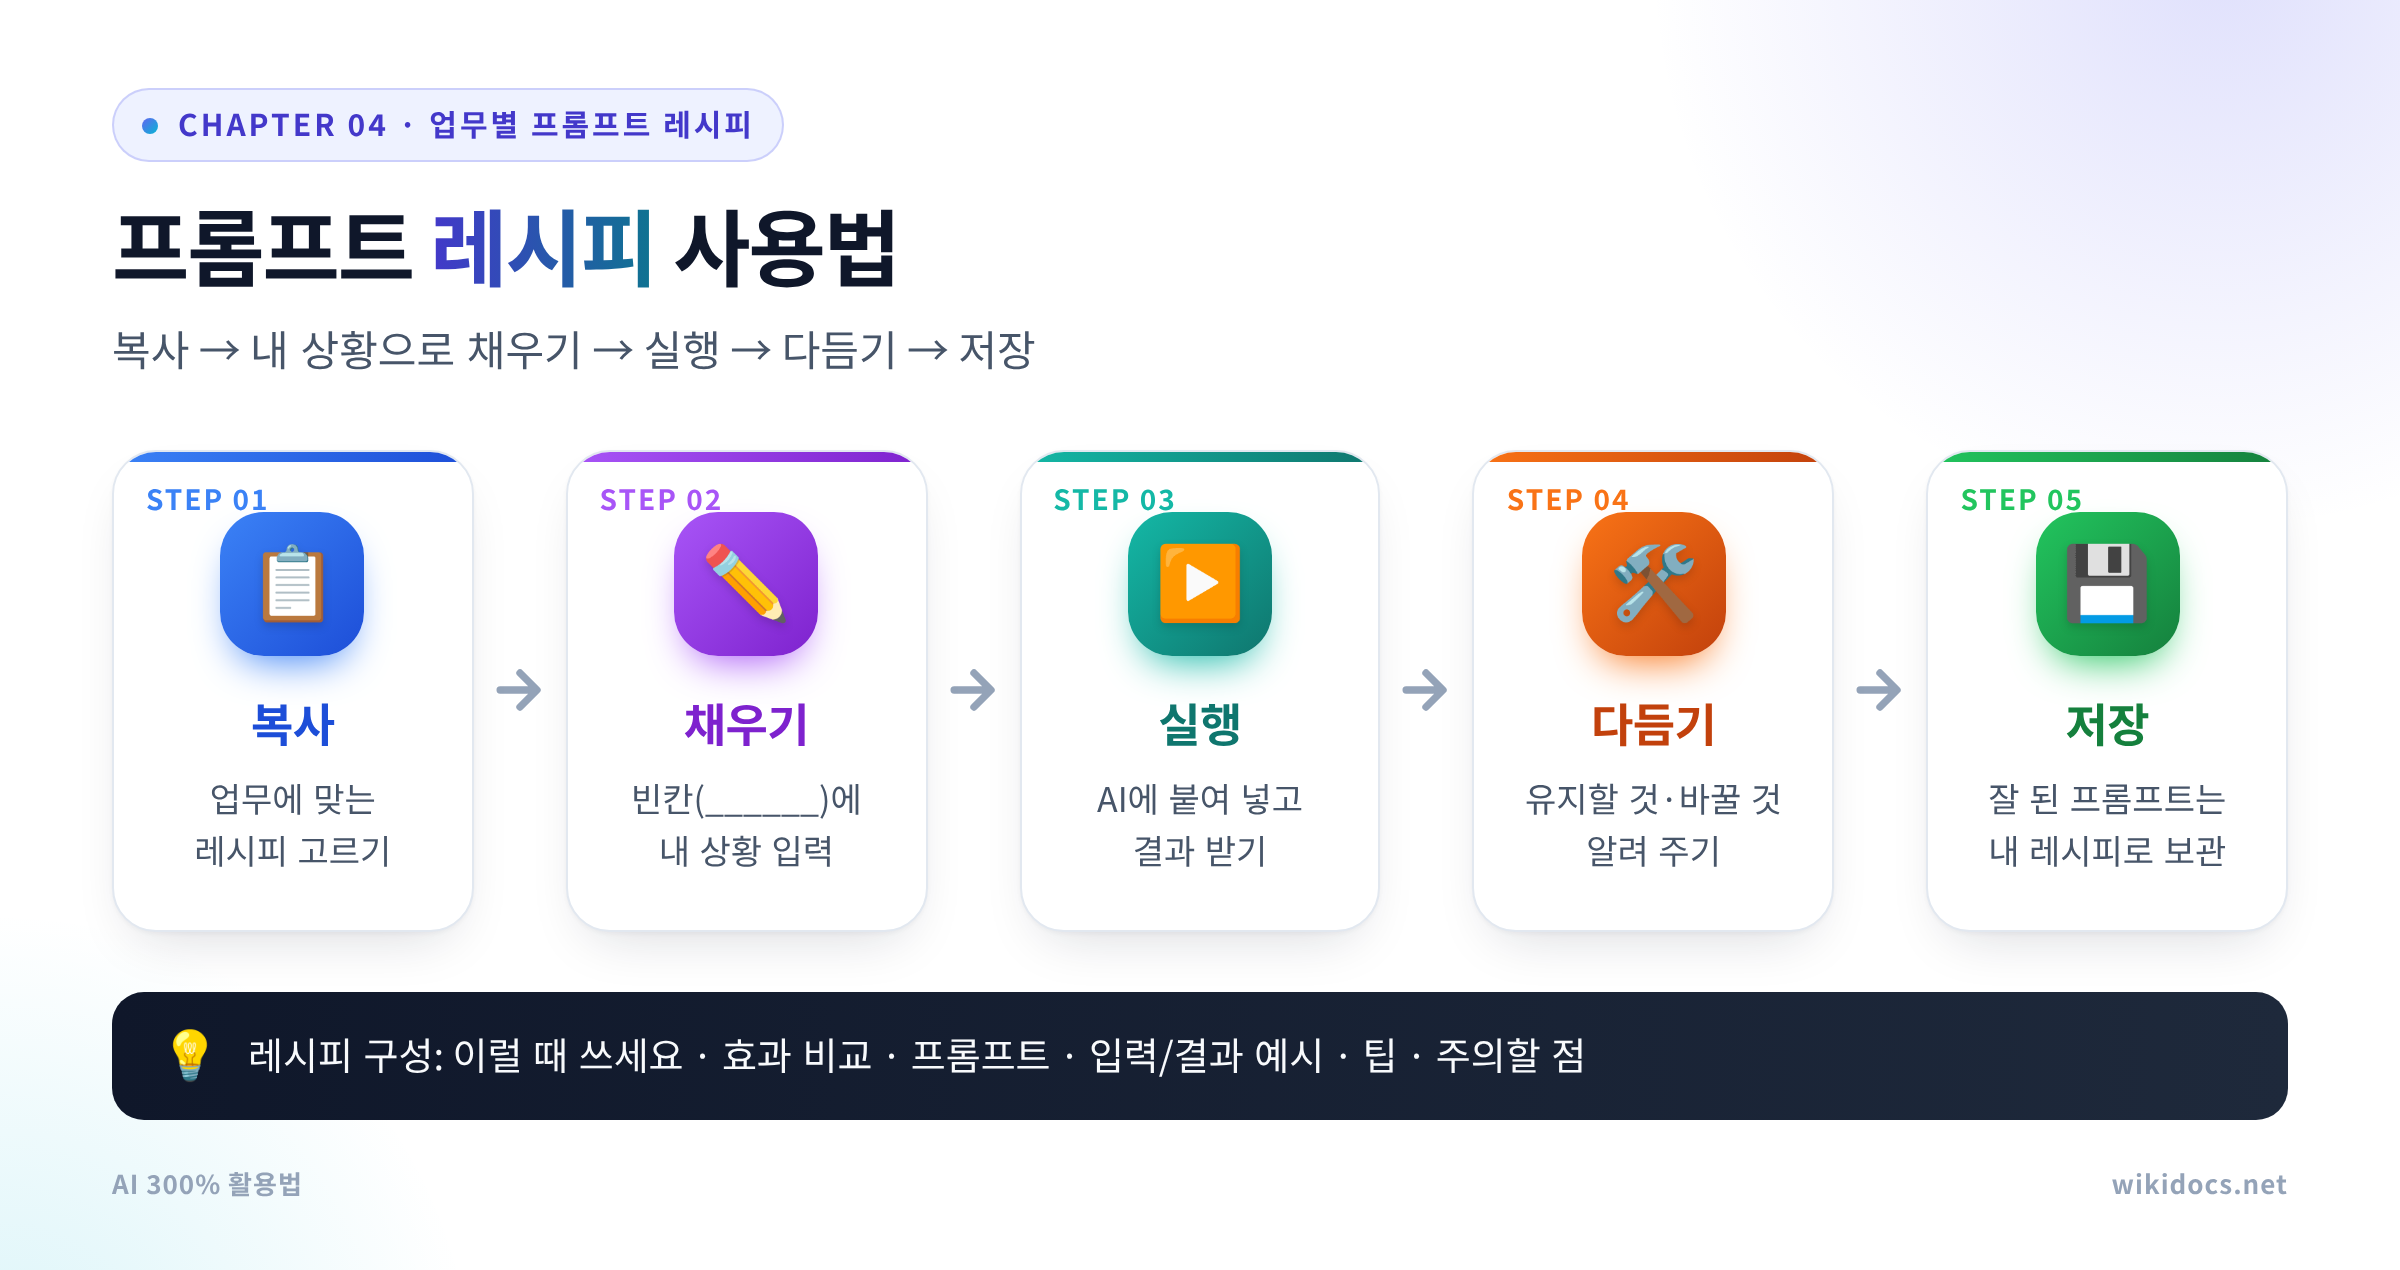 CHAPTER 04 · 업무별 프롬프트 레시피
프롬프트 레시피 사용법
복사 → 내 상황으로 채우기 → 실행 → 다듬기 → 저장
STEP 01
복사
업무에 맞는
레시피 고르기
STEP 02
채우기
빈칸(______)에
내 상황 입력
STEP 03
실행
AI에 붙여 넣고
결과 받기
STEP 04
다듬기
유지할 것·바꿀 것
알려 주기
STEP 05
저장
잘 된 프롬프트는
내 레시피로 보관
레시피 구성: 이럴 때 쓰세요 · 효과 비교 · 프롬프트 · 입력/결과 예시 · 팁 · 주의할 점
AI 300% 활용법
wikidocs.net